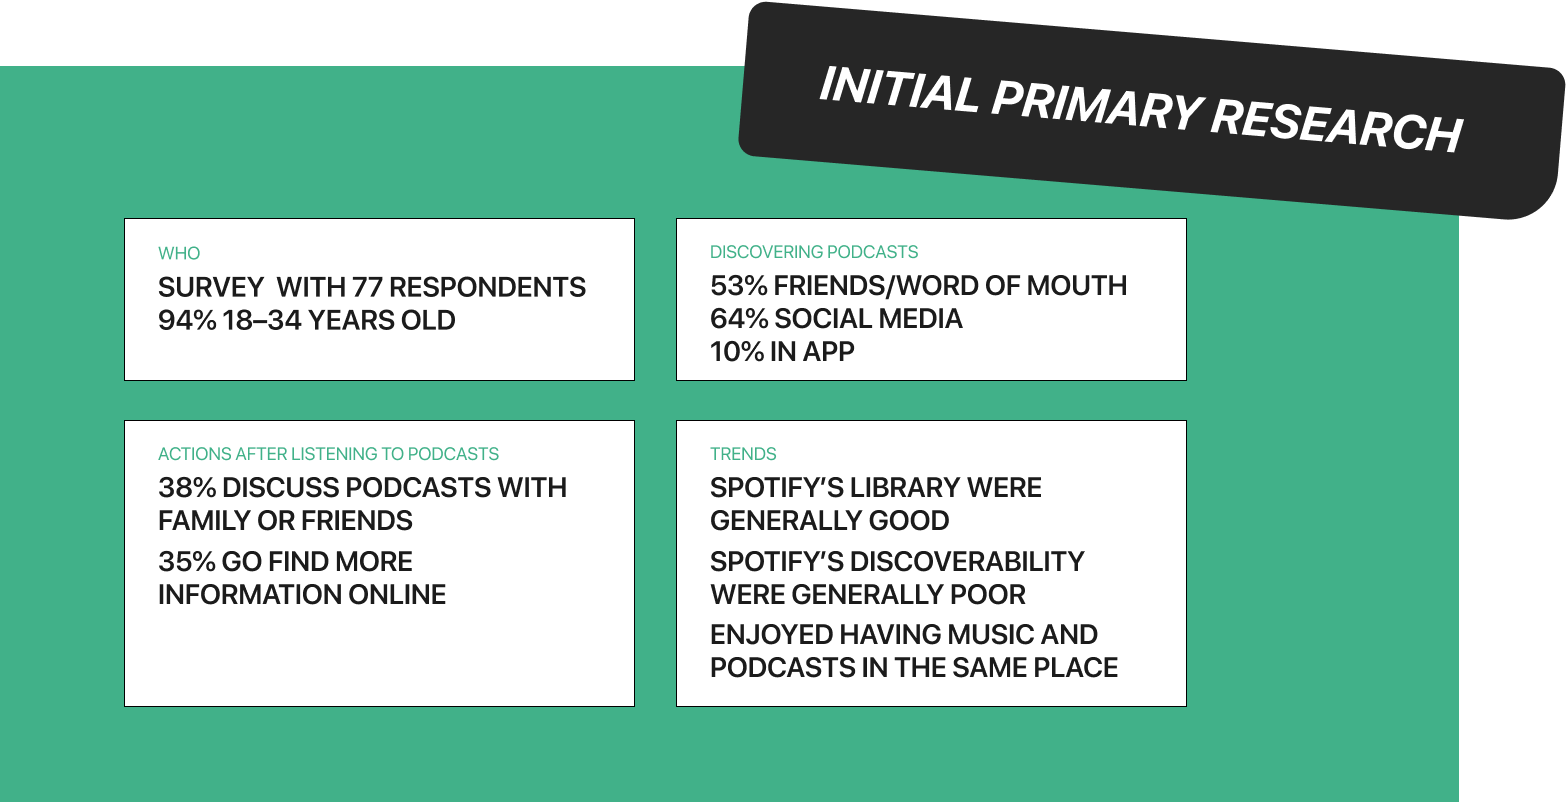 INITIAL PRIMARY RESEARCH
WHO
SURVEY  WITH 77 RESPONDENTS
94% 18–34 YEARS OLD
DISCOVERING PODCASTS
53% FRIENDS/WORD OF MOUTH
64% SOCIAL MEDIA
10% IN APP
ACTIONS AFTER LISTENING TO PODCASTS
38% DISCUSS PODCASTS WITH
FAMILY OR FRIENDS
35% GO FIND MORE
INFORMATION ONLINE
TRENDS
SPOTIFY’S LIBRARY WERE
GENERALLY GOOD
SPOTIFY’S DISCOVERABILITY
WERE GENERALLY POOR
ENJOYED HAVING MUSIC AND
PODCASTS IN THE SAME PLACE